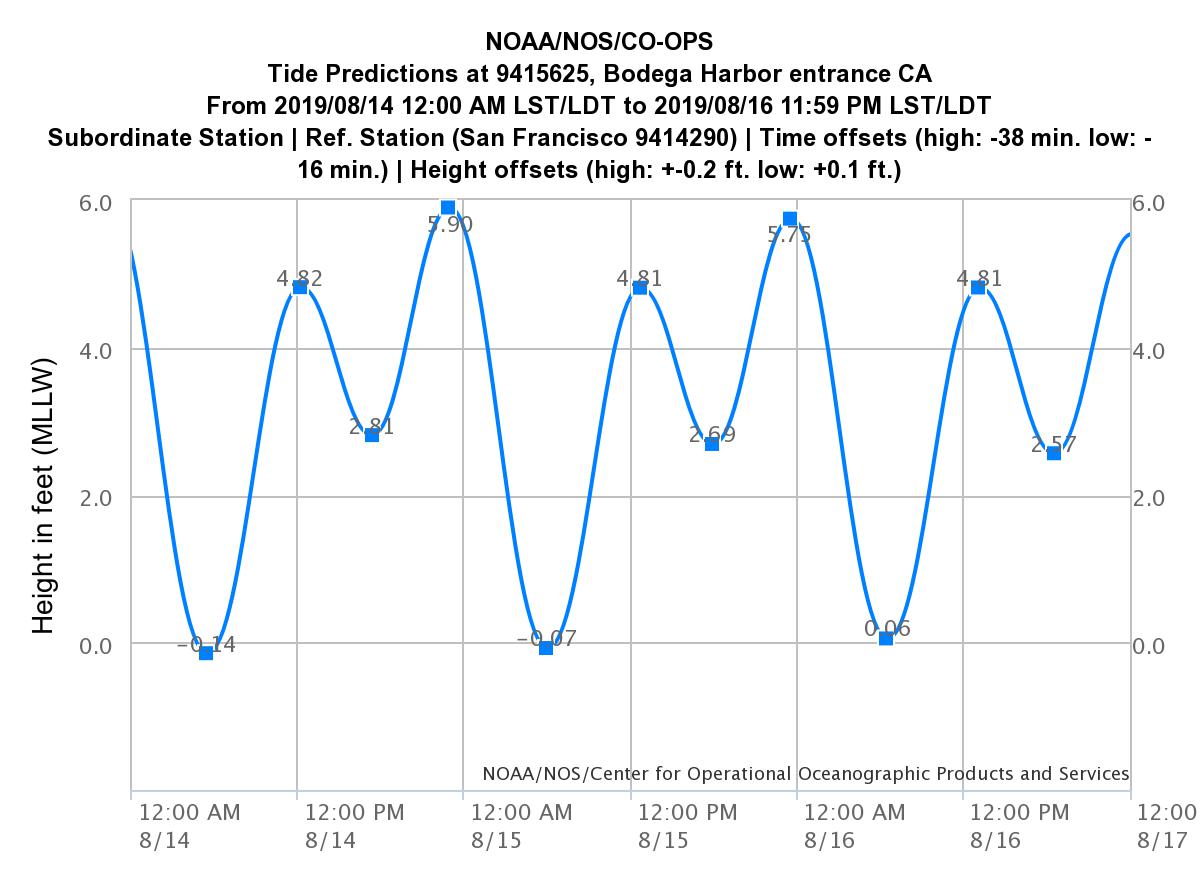 NOAA/NOS/CO-OPS
Tide Predictions at 9415625, Bodega Harbor entrance CA
From 2019/08/14 12:00 AM LST/LDT to 2019/08/16 11:59 PM LST/LDT
Subordinate Station | Ref. Station (San Francisco 9414290) | Time offsets (high: -38 min. low: -
16 min.) | Height offsets (high: +-0.2 ft. low: +0.1 ft.)
6.0 6.0
5.90
5.75
4.82 4.81 4.81
4.0 4.0
2.81 2.69 2.57
Height in feet (MLLW)
2.0 2.0
−0.14 −0.07 0.06
0.0 0.0
NOAA/NOS/Center for Operational Oceanographic Products and Services
12:00 AM 12:00 PM 12:00 AM 12:00 PM 12:00 AM 12:00 PM 12:00
8/14 8/14 8/15 8/15 8/16 8/16 8/17